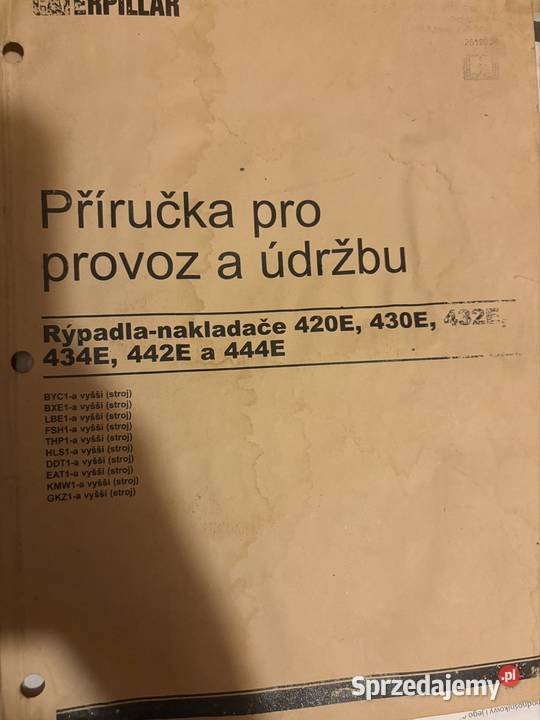 CATERPILLAR
Příručka pro
provoz a údržbu
Rýpadla-nakladače 420E, 430E, 432E,
434E, 442E a 444E
BYC1-a vyšší (stroj)
BXE1-a vyšší (stroj)
LBE1-a vyšší (stroj)
FSH1-a vyšší (stroj)
THP1-a vyšší (stroj)
HLS1-a vyšší (stroj)
DDT1-a vyšší (stroj)
EAT1-a vyšší (stroj)
KMW1-a vyšší (stroj)
GKZ1-a vyšší (stroj)
Sprzedajemy.pl